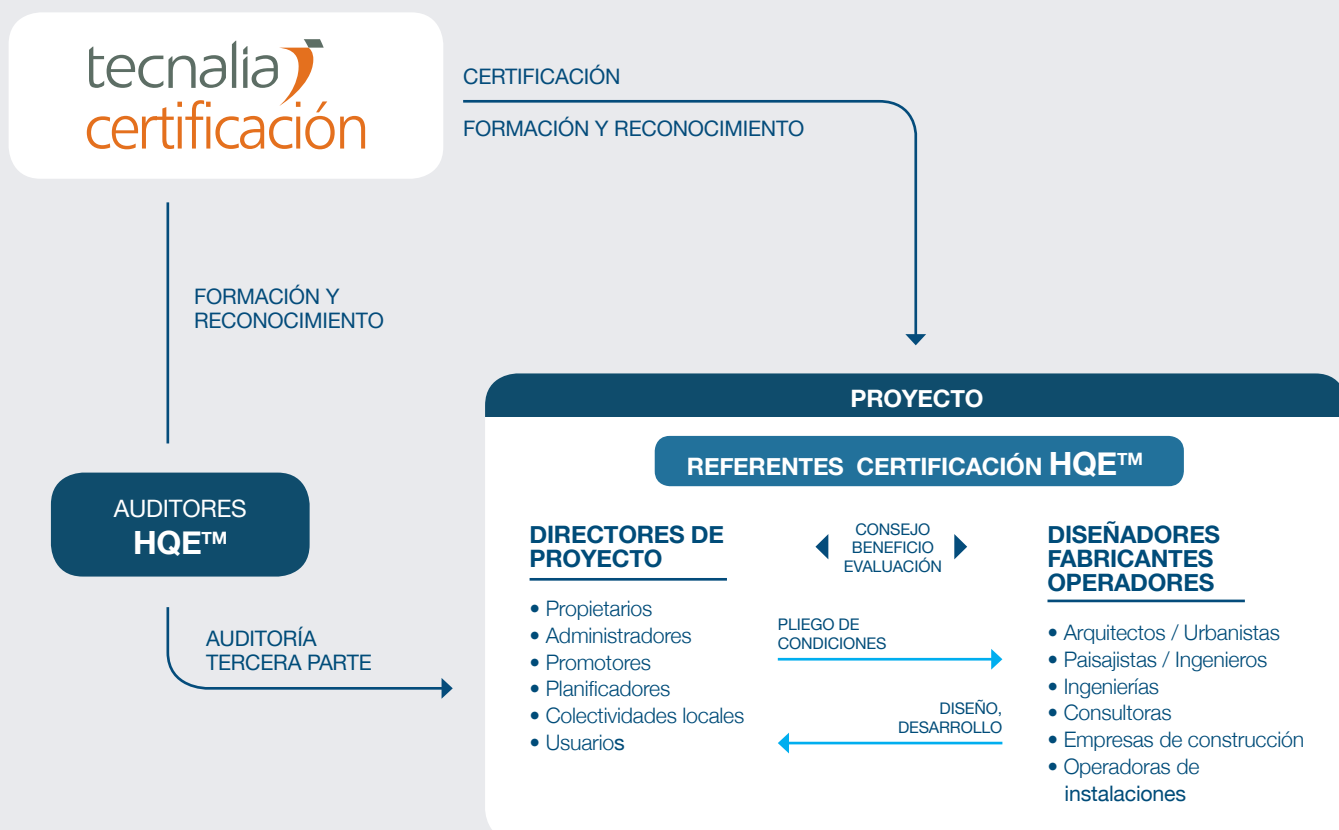 tecnalia
certificación
CERTIFICACIÓN
FORMACIÓN Y RECONOCIMIENTO
FORMACIÓN Y
RECONOCIMIENTO
AUDITORES
HQE™
AUDITORÍA
TERCERA PARTE
PROYECTO
REFERENTES CERTIFICACIÓN HQE™
DIRECTORES DE
PROYECTO
• Propietarios
• Administradores
• Promotores
• Planificadores
• Colectividades locales
• Usuarios
CONSEJO
BENEFICIO
EVALUACIÓN
PLIEGO DE
CONDICIONES
DISEÑO,
DESARROLLO
DISEÑADORES
FABRICANTES
OPERADORES
• Arquitectos / Urbanistas
• Paisajistas / Ingenieros
• Ingenierías
• Consultoras
• Empresas de construcción
• Operadoras de
instalaciones